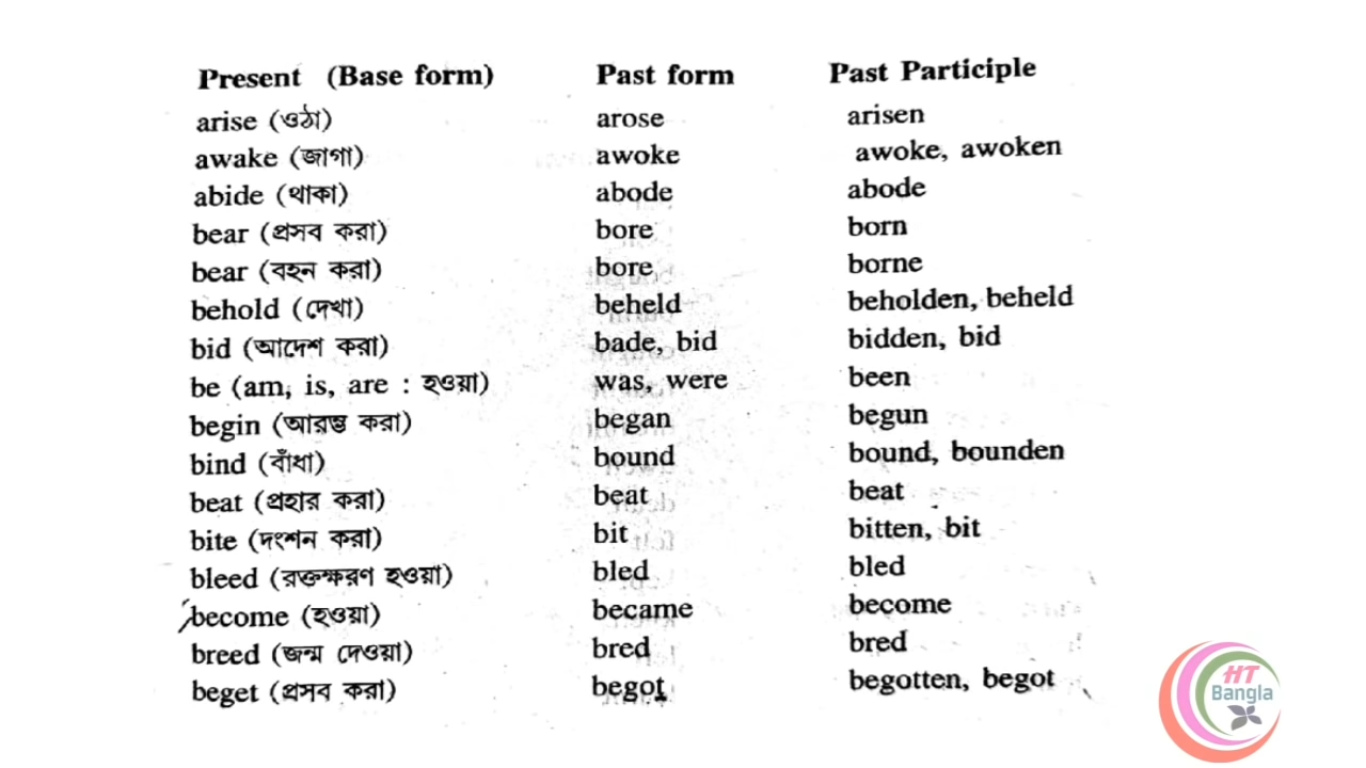 Present (Base form) Past form Past Participle
arise (ওঠা) arose arisen
awake (জাগা) awoke awoke, awoken
abide (থাকা) abode abode
bear (প্রসব করা) bore born
bear (বহন করা) bore borne
behold (দেখা) beheld beholden, beheld
bid (আদেশ করা) bade, bid bidden, bid
be (am, is, are : হওয়া) was, were been
begin (আরম্ভ করা) began begun
bind (বাঁধা) bound bound, bounden
beat (প্রহার করা) beat beat
bite (দংশন করা) bit bitten, bit
bleed (রক্তক্ষরণ হওয়া) bled bled
become (হওয়া) became become
breed (জন্ম দেওয়া) bred bred
beget (প্রসব করা) begot begotten, begot
HT
Bangla